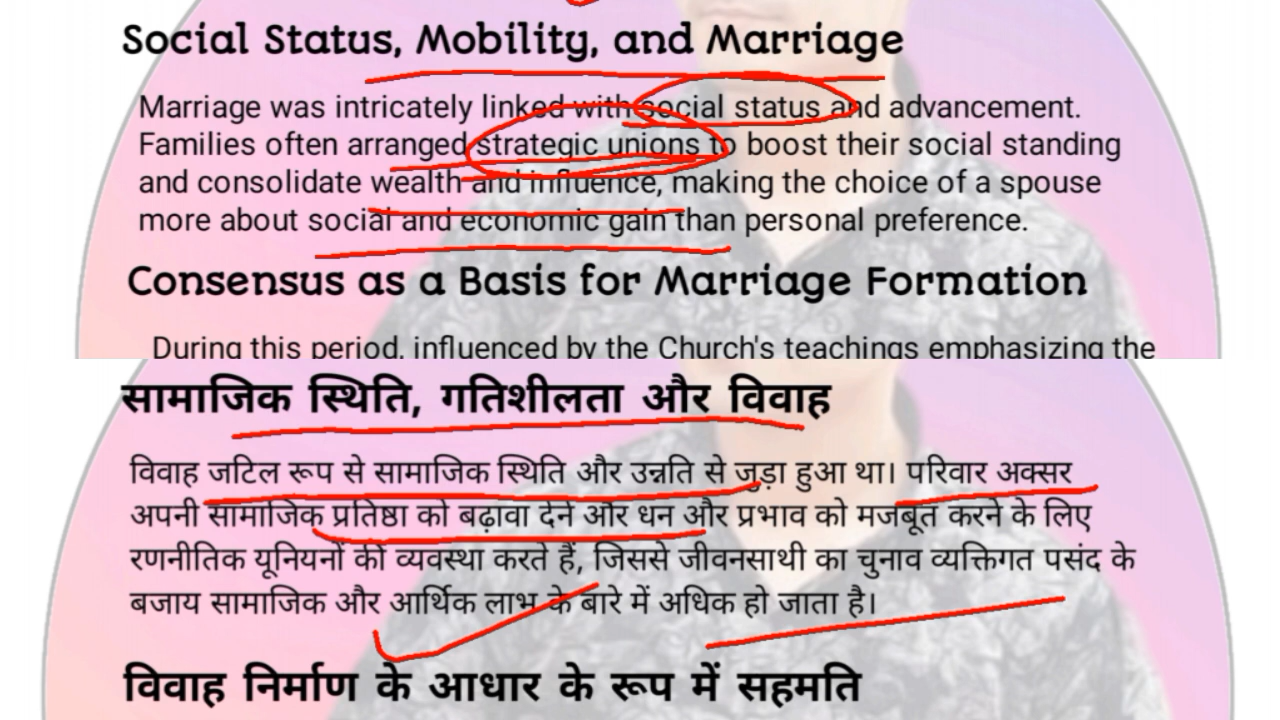 Social Status, Mobility, and Marriage
Marriage was intricately linked with social status and advancement.
Families often arranged strategic unions to boost their social standing
and consolidate wealth and influence, making the choice of a spouse
more about social and economic gain than personal preference.
Consensus as a Basis for Marriage Formation
During this period, influenced by the Church's teachings emphasizing the
सामाजिक स्थिति, गतिशीलता और विवाह
विवाह जटिल रूप से सामाजिक स्थिति और उन्नति से जुड़ा हुआ था। परिवार अक्सर
अपनी सामाजिक प्रतिष्ठा को बढ़ावा देने और धन और प्रभाव को मजबूत करने के लिए
रणनीतिक यूनियनों की व्यवस्था करते हैं, जिससे जीवनसाथी का चुनाव व्यक्तिगत पसंद के
बजाय सामाजिक और आर्थिक लाभ के बारे में अधिक हो जाता है।
विवाह निर्माण के आधार के रूप में सहमति